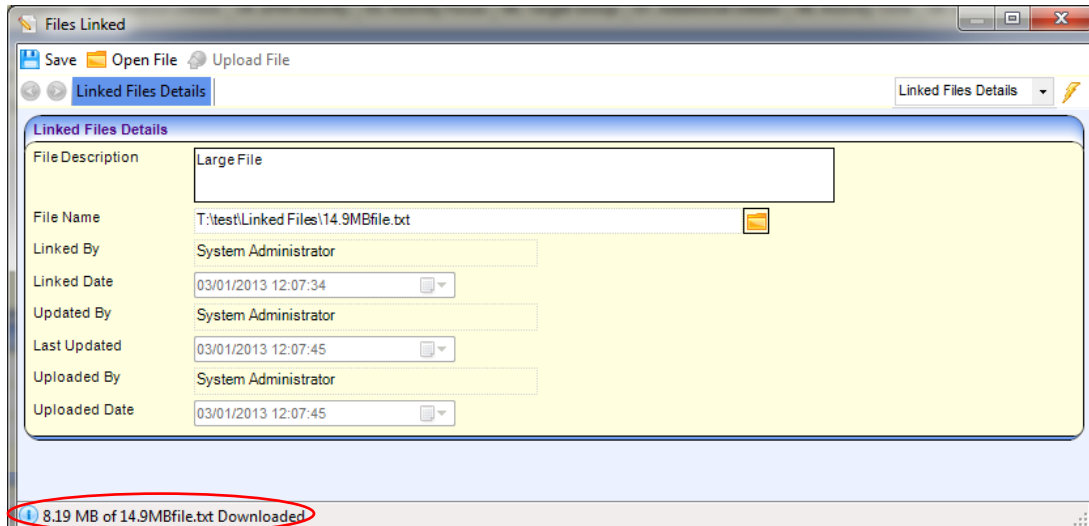 Files Linked
Save Open File Upload File
Linked Files Details Linked Files Details
Linked Files Details
File Description Large File
File Name T:\test\Linked Files\14.9MBfile.txt
Linked By System Administrator
Linked Date 03/01/2013 12:07:34
Updated By System Administrator
Last Updated 03/01/2013 12:07:45
Uploaded By System Administrator
Uploaded Date 03/01/2013 12:07:45
8.19 MB of 14.9MBfile.txt Downloaded